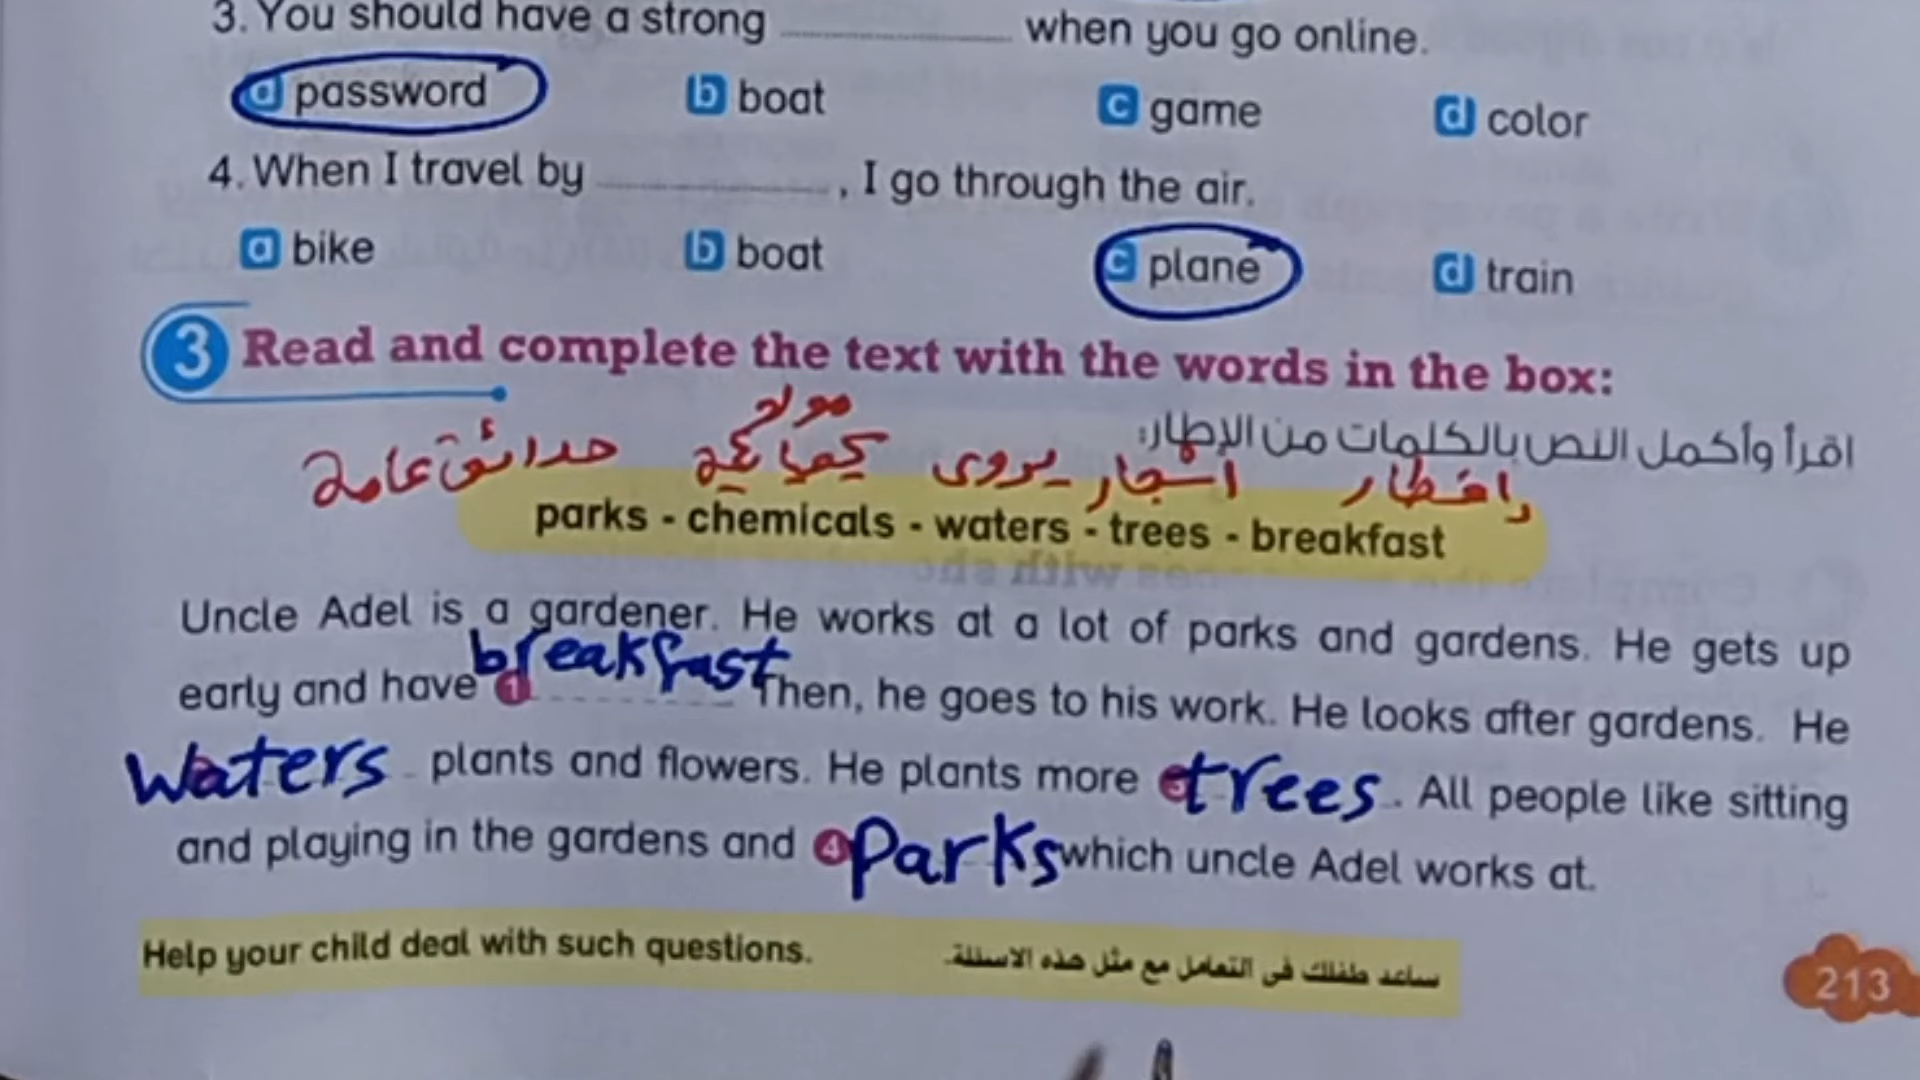 3. You should have a strong ............ when you go online.
a password b boat c game d color
4. When I travel by ............, I go through the air.
a bike b boat c plane d train
3 Read and complete the text with the words in the box:
اقرأ وأكمل النص بالكلمات من الإطار:
حدائق عامة مواد كيميائية يروى اشجار إفطار
parks - chemicals - waters - trees - breakfast
Uncle Adel is a gardener. He works at a lot of parks and gardens. He gets up
early and have 1 breakfast Then, he goes to his work. He looks after gardens. He
waters plants and flowers. He plants more 3 trees. All people like sitting
and playing in the gardens and 4 Parks which uncle Adel works at.
Help your child deal with such questions. ساعد طفلك فى التعامل مع مثل هذه الاسئلة.
213